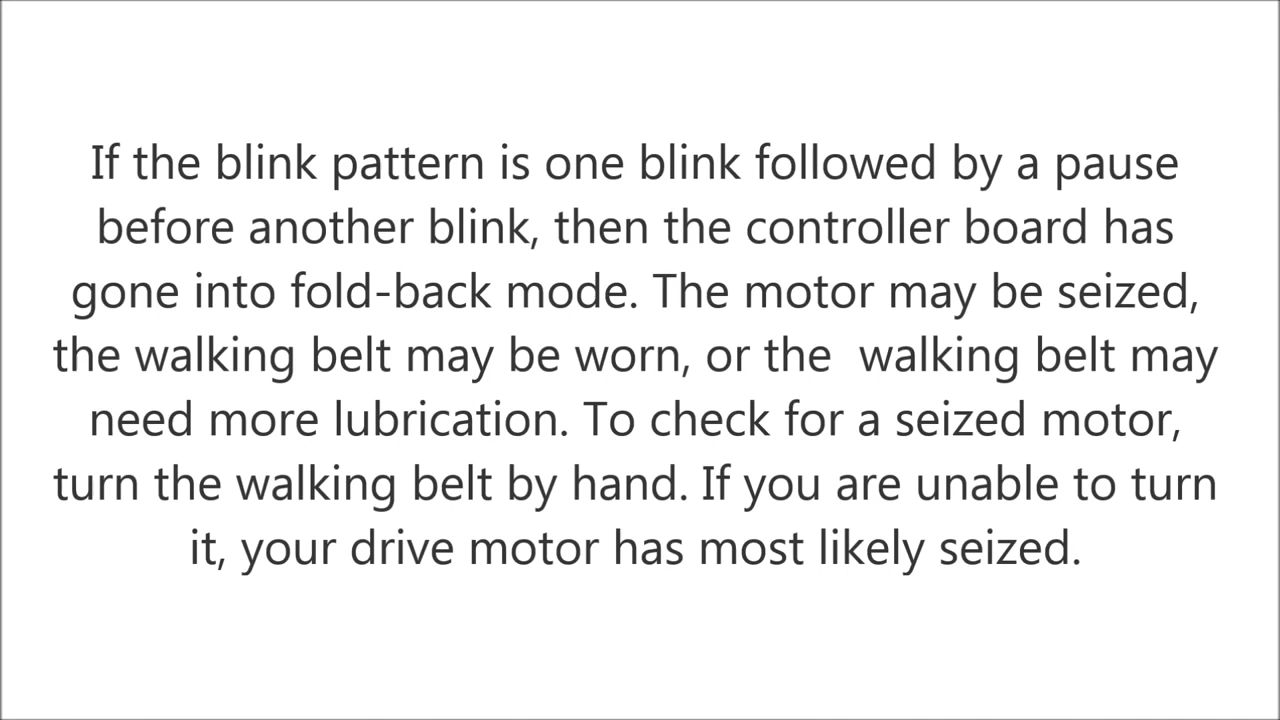 If the blink pattern is one blink followed by a pause
before another blink, then the controller board has
gone into fold-back mode. The motor may be seized,
the walking belt may be worn, or the  walking belt may
need more lubrication. To check for a seized motor,
turn the walking belt by hand. If you are unable to turn
it, your drive motor has most likely seized.